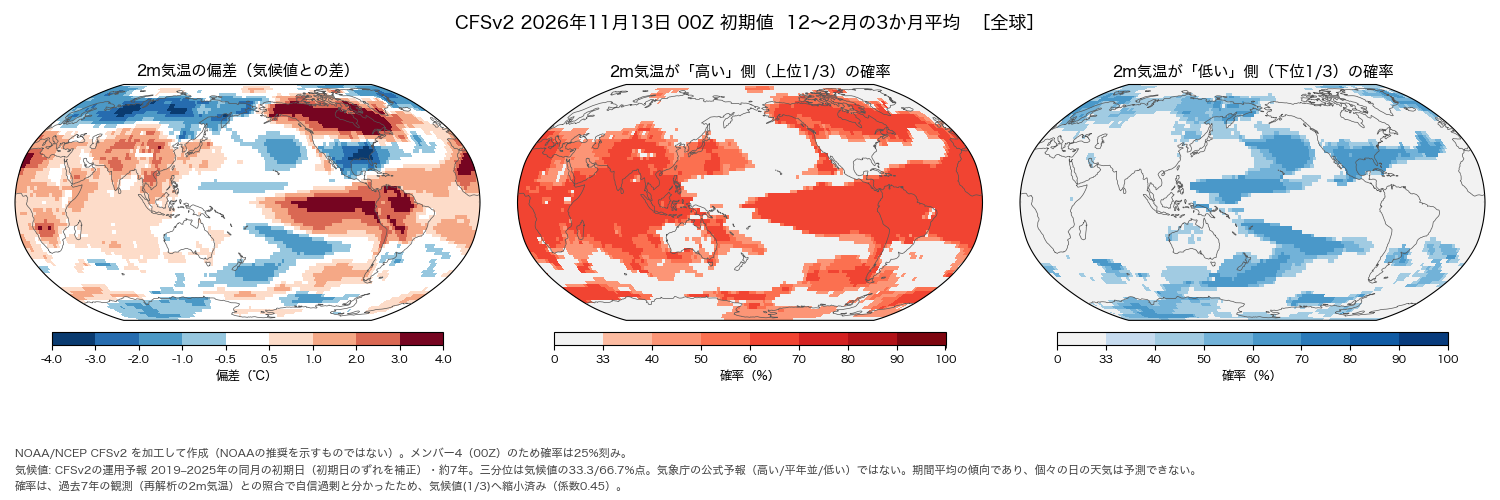 CFSv2 2026年11月13日 00Z 初期値  12～2月の3か月平均  ［全球］
2m気温の偏差（気候値との差）
2m気温が「高い」側（上位1/3）の確率
2m気温が「低い」側（下位1/3）の確率
-4.0 -3.0 -2.0 -1.0 -0.5 0.5 1.0 2.0 3.0 4.0
偏差（℃）
0 33 40 50 60 70 80 90 100
確率（%）
0 33 40 50 60 70 80 90 100
確率（%）
NOAA/NCEP CFSv2 を加工して作成（NOAAの推奨を示すものではない）。メンバー4（00Z）のため確率は25%刻み。
気候値: CFSv2の運用予報 2019–2025年の同月の初期日（初期日のずれを補正）・約7年。三分位は気候値の33.3/66.7%点。気象庁の公式予報（高い/平年並/低い）ではない。期間平均の傾向であり、個々の日の天気は予測できない。
確率は、過去7年の観測（再解析の2m気温）との照合で自信過剰と分かったため、気候値(1/3)へ縮小済み（係数0.45）。